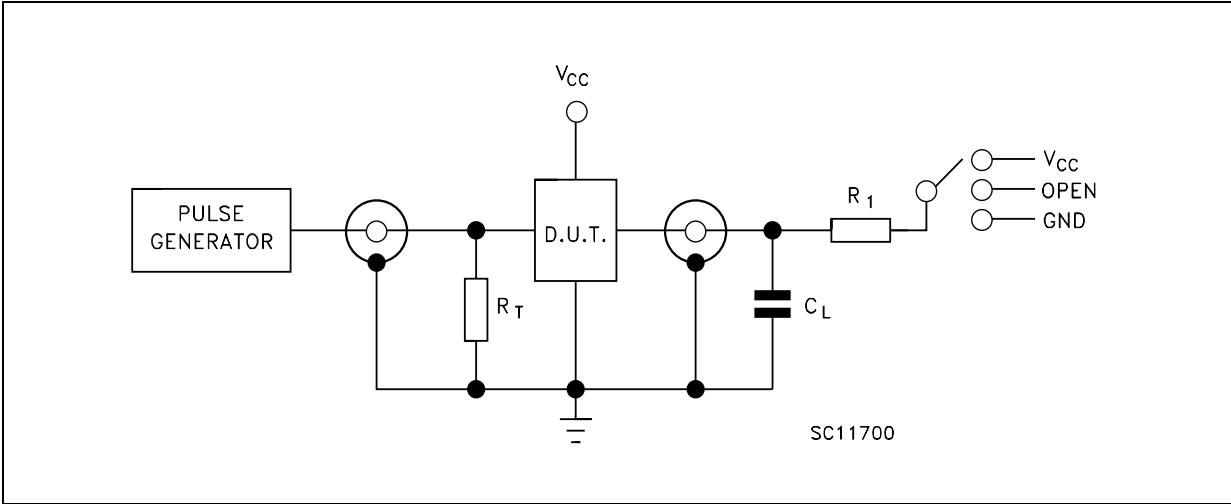 VCC
PULSE
GENERATOR
D.U.T.
RT
CL
R1
VCC
OPEN
GND
SC11700